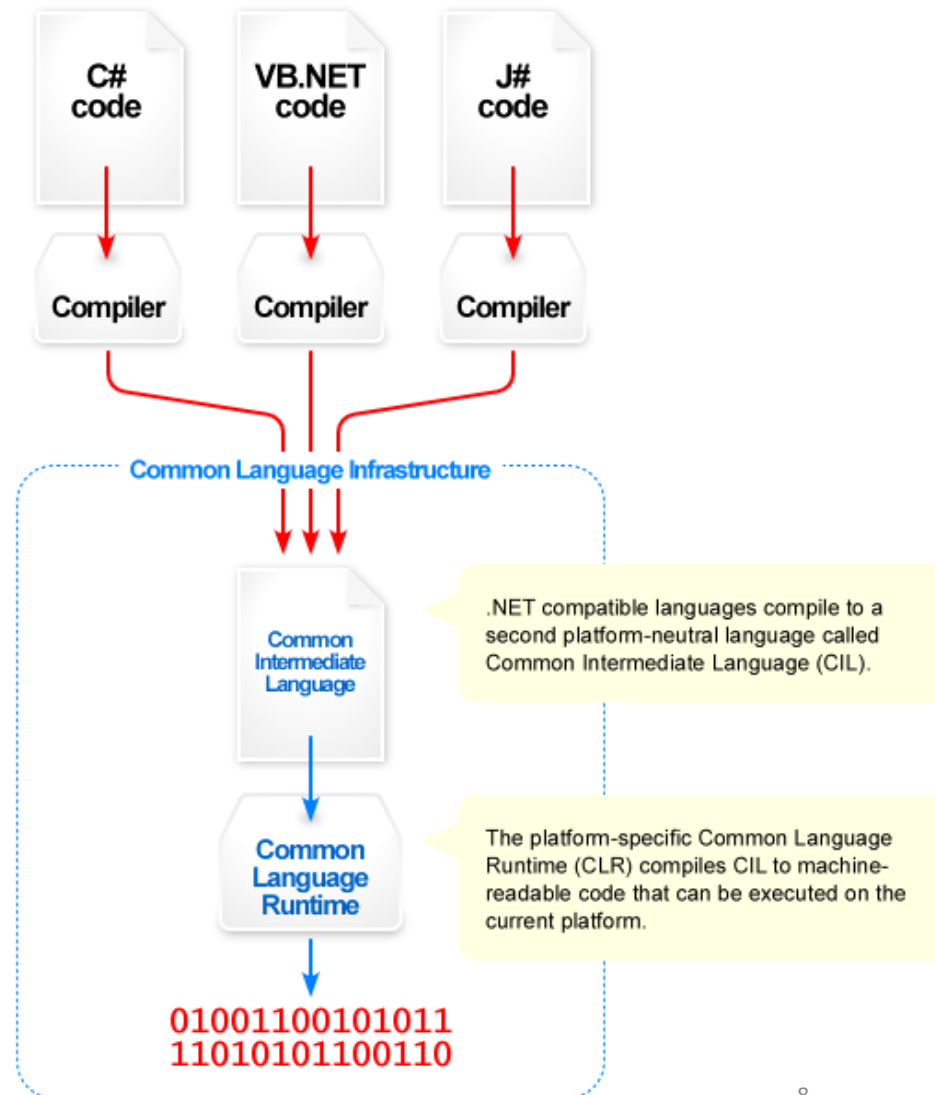 C#
code
VB.NET
code
J#
code
Compiler
Compiler
Compiler
Common Language Infrastructure
Common
Intermediate
Language
.NET compatible languages compile to a
second platform-neutral language called
Common Intermediate Language (CIL).
Common
Language
Runtime
The platform-specific Common Language
Runtime (CLR) compiles CIL to machine-
readable code that can be executed on the
current platform.
01001100101011
11010101100110